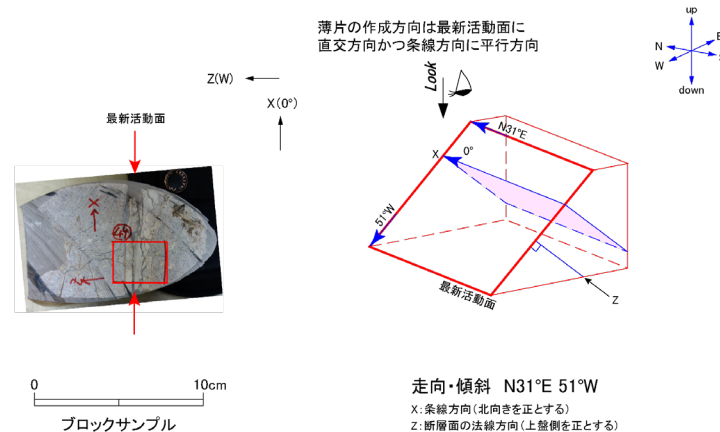 薄片の作成方向は最新活動面に
直交方向かつ条線方向に平行方向
up
N
E
W
S
down
Z(W)
X(0°)
Look
最新活動面
N31°E
X
0°
51°W
X
49
Z
最新活動面
Z
0
10cm
ブロックサンプル
走向・傾斜 N31°E 51°W
X:条線方向(北向きを正とする)
Z:断層面の法線方向(上盤側を正とする)